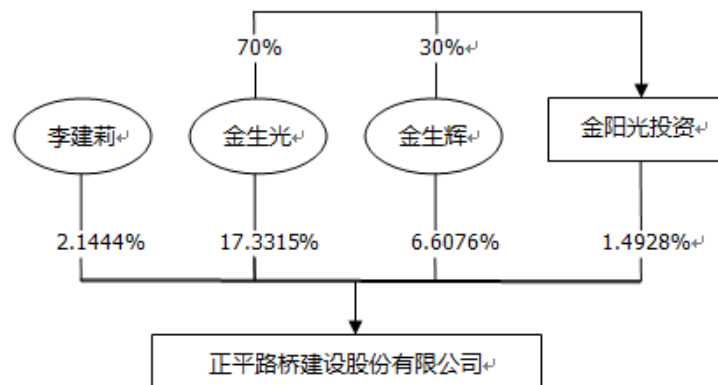 70%
30%
李建莉
金生光
金生辉
金阳光投资
2.1444%
17.3315%
6.6076%
1.4928%
正平路桥建设股份有限公司